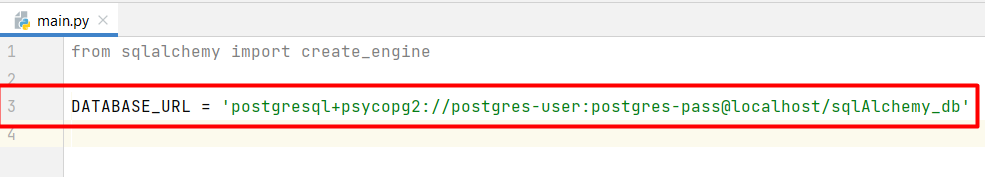 main.py
1 from sqlalchemy import create_engine
2
3 DATABASE_URL = 'postgresql+psycopg2://postgres-user:postgres-pass@localhost/sqlAlchemy_db'
4